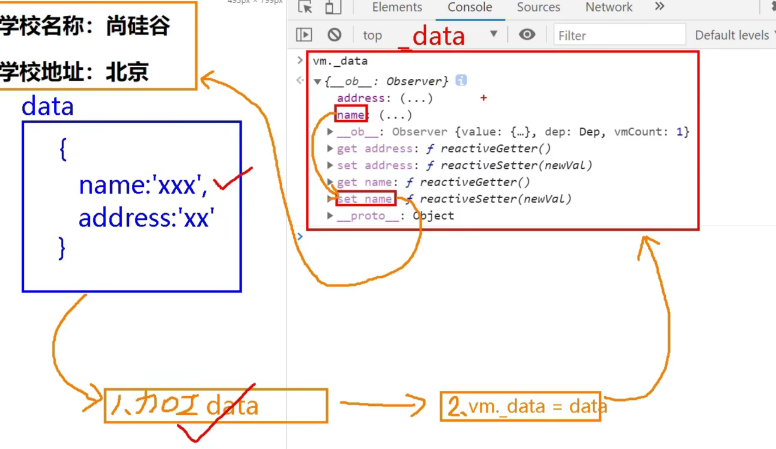 495px × 199px
Elements Console Sources Network »
top ▼ Filter Default levels
_data
学校名称：尚硅谷
学校地址：北京
data
{
name:'xxx',
address:'xx'
}
> vm._data
▼{__ob__: Observer} i
address: (...) +
name: (...)
▶ __ob__: Observer {value: {…}, dep: Dep, vmCount: 1}
▶ get address: ƒ reactiveGetter()
▶ set address: ƒ reactiveSetter(newVal)
▶ get name: ƒ reactiveGetter()
▶ set name: ƒ reactiveSetter(newVal)
▶ __proto__: Object
>
1.加工 data
2.vm._data = data